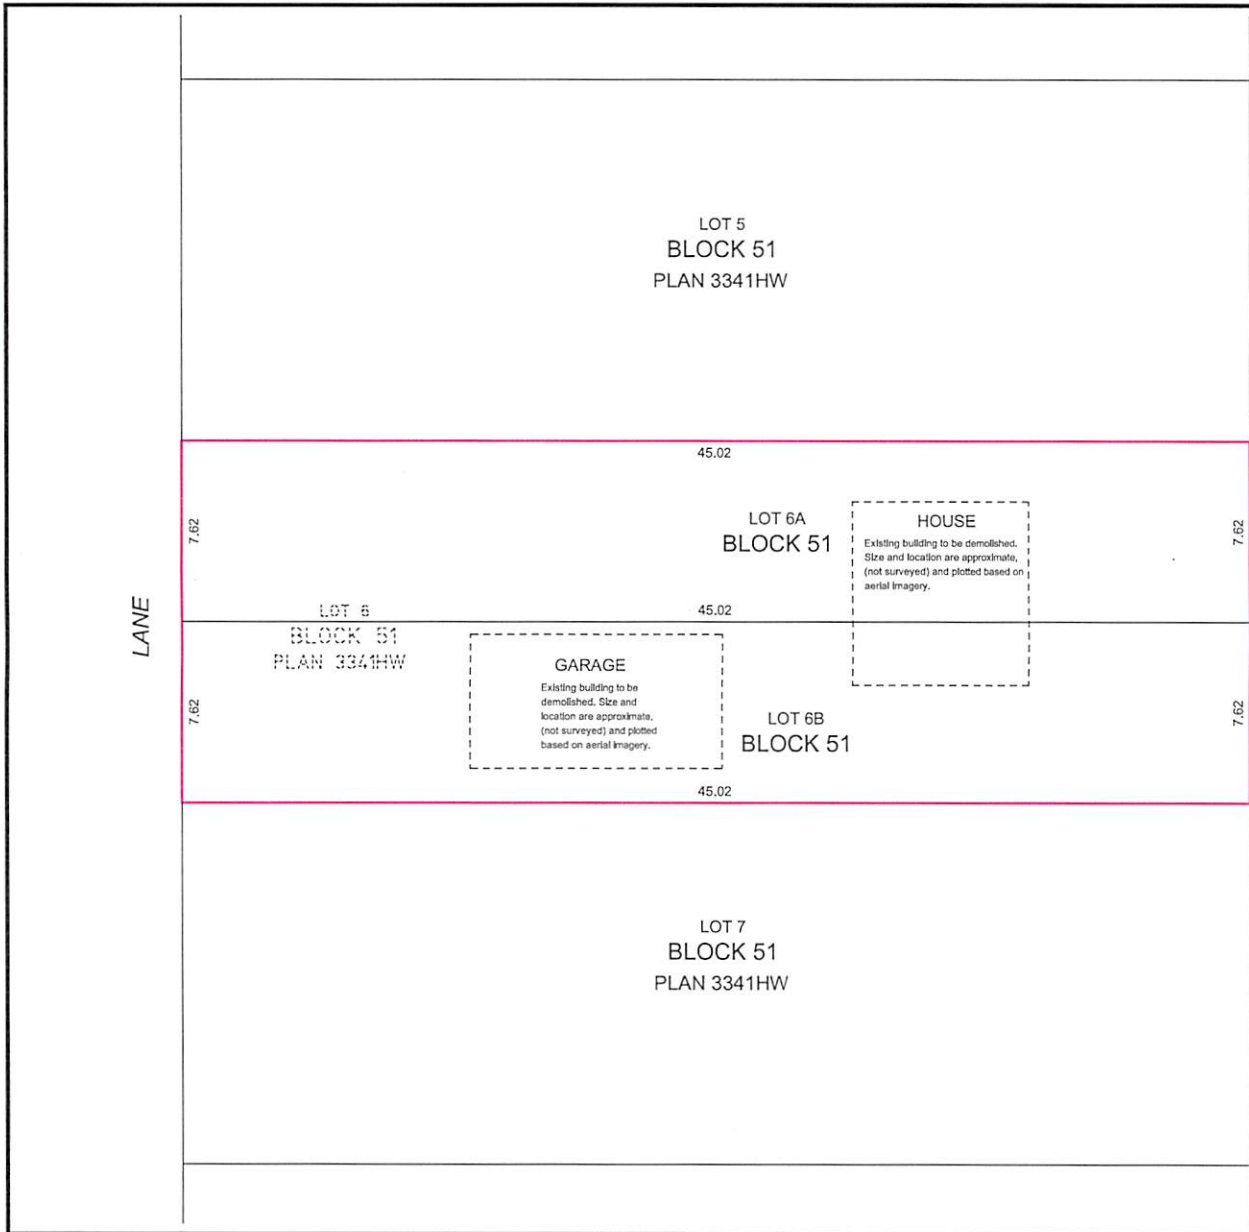 LOT 5
BLOCK 51
PLAN 3341HW
45.02
7.62
LOT 6A
BLOCK 51
HOUSE
Existing building to be demolished.
Size and location are approximate,
(not surveyed) and plotted based on
aerial imagery.
7.62
LANE
LOT 6
BLOCK 51
PLAN 3341HW
45.02
7.62
GARAGE
Existing building to be
demolished. Size and
location are approximate,
(not surveyed) and plotted
based on aerial imagery.
LOT 6B
BLOCK 51
7.62
45.02
LOT 7
BLOCK 51
PLAN 3341HW